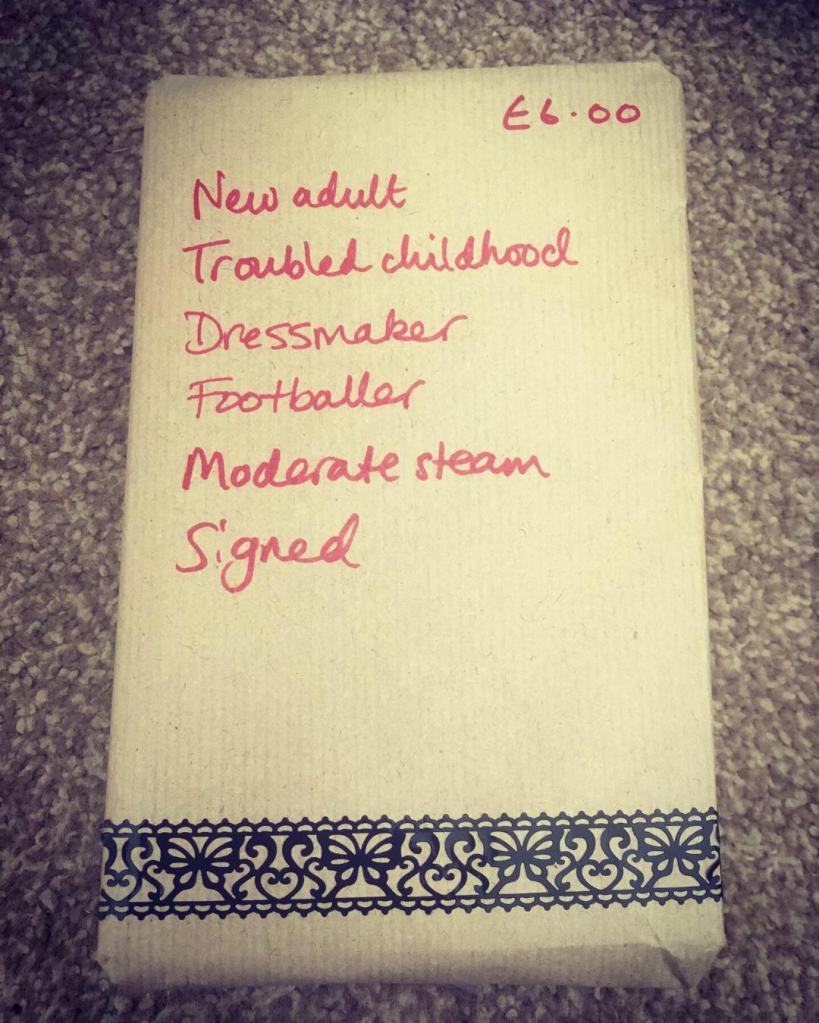 £6.00
New adult
Troubled childhood
Dressmaker
Footballer
Moderate steam
Signed